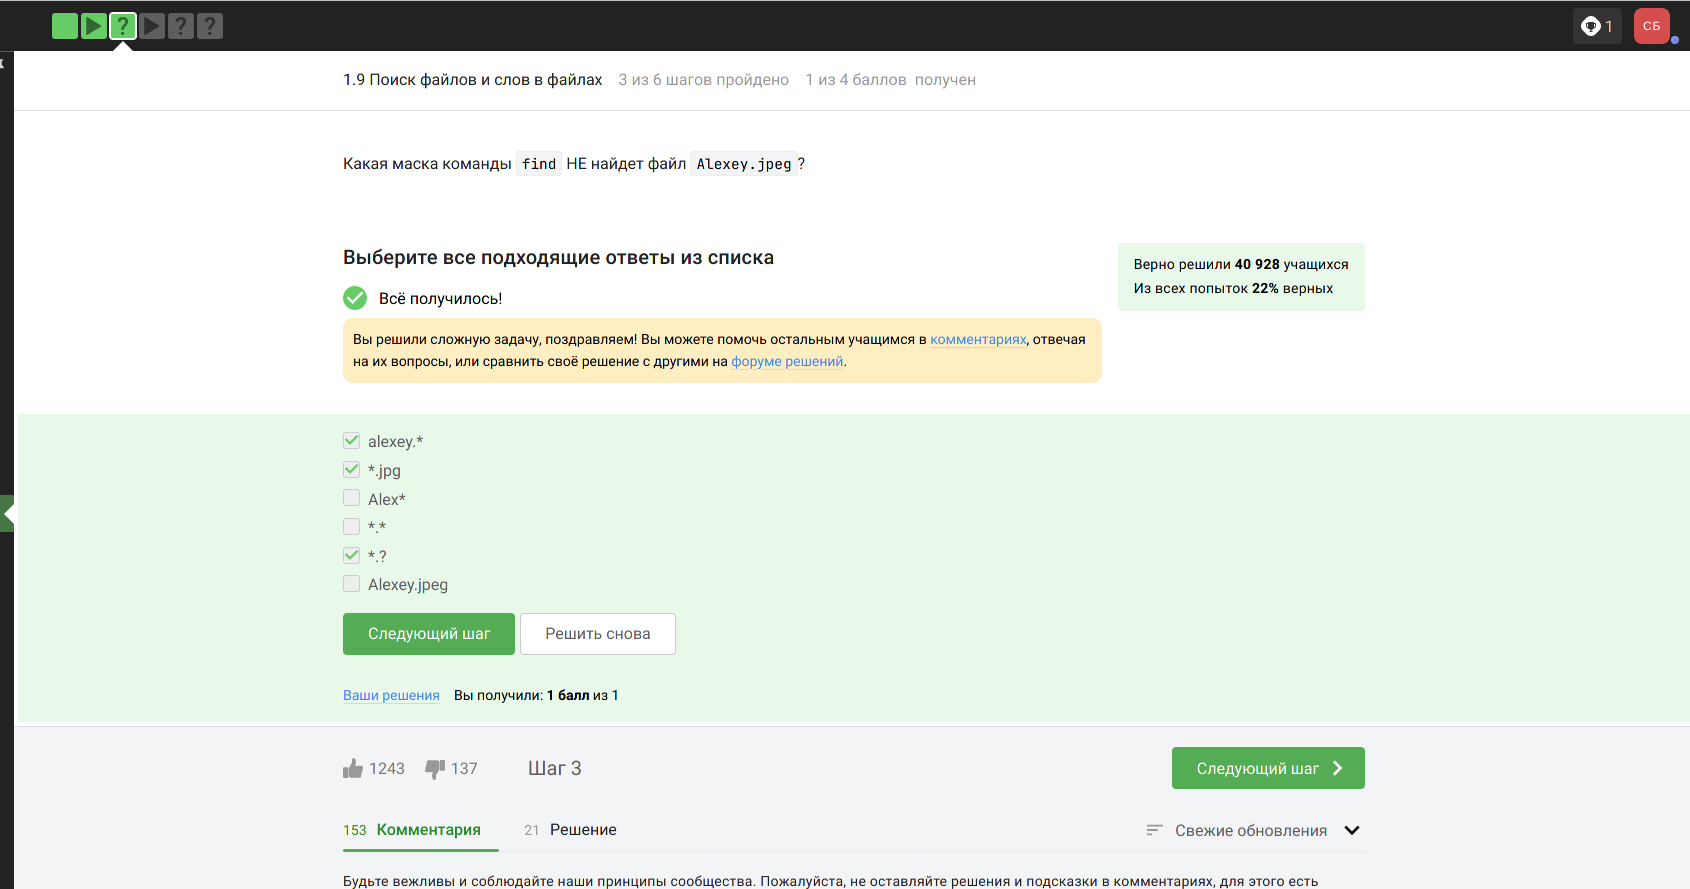 ? ? ?
1
СБ
1.9 Поиск файлов и слов в файлах 3 из 6 шагов пройдено 1 из 4 баллов получен
Какая маска команды find НЕ найдет файл Alexey.jpeg?
Выберите все подходящие ответы из списка
Верно решили 40 928 учащихся
Из всех попыток 22% верных
Всё получилось!
Вы решили сложную задачу, поздравляем! Вы можете помочь остальным учащимся в комментариях, отвечая
на их вопросы, или сравнить своё решение с другими на форуме решений.
alexey.*
*.jpg
Alex*
*.*
*.?
Alexey.jpeg
Следующий шаг Решить снова
Ваши решения Вы получили: 1 балл из 1
1243 137 Шаг 3 Следующий шаг
153 Комментария 21 Решение Свежие обновления
Будьте вежливы и соблюдайте наши принципы сообщества. Пожалуйста, не оставляйте решения и подсказки в комментариях, для этого есть